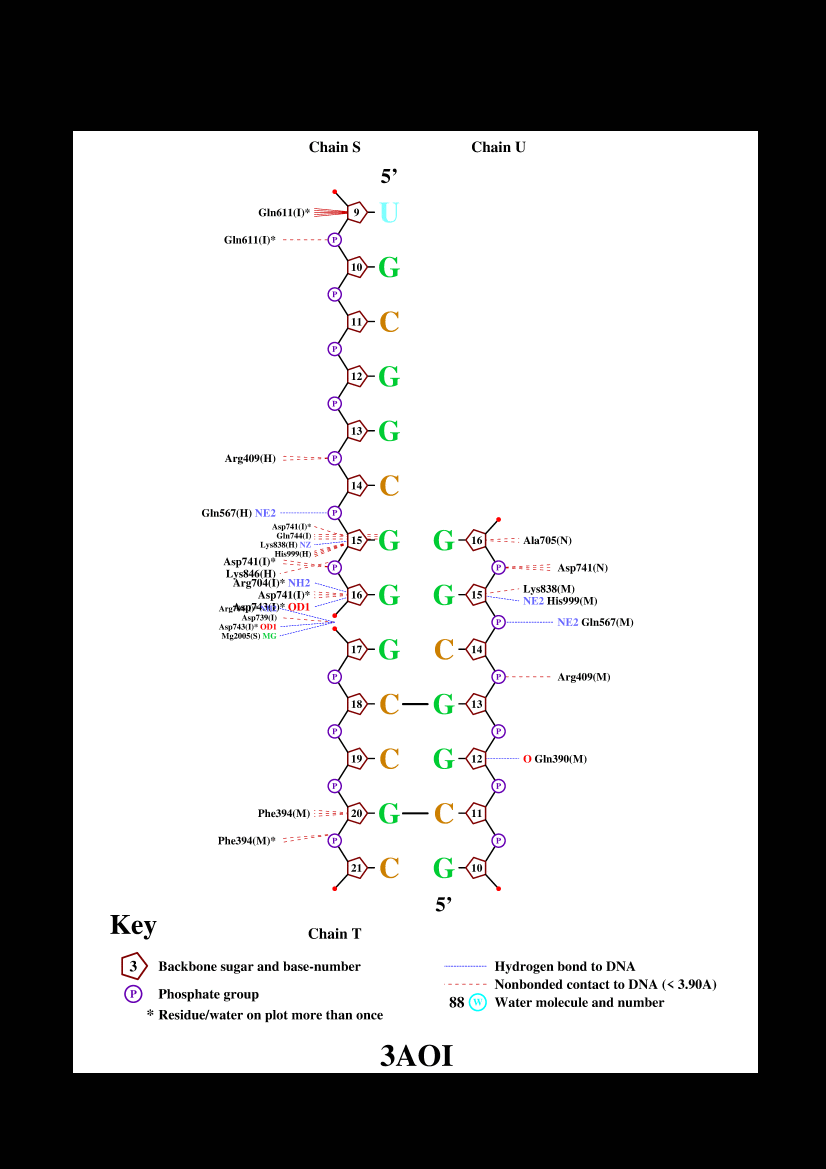 Chain S Chain U
5’
Gln611(I)* 9 U
Gln611(I)* P
10 G
P
11 C
P
12 G
P
13 G
Arg409(H) P
14 C
Gln567(H) NE2 P
Asp741(I)*
Gln744(I)
15 G G 16 Ala705(N)
Lys838(H) NZ
His999(H)
Asp741(I)* P P Asp741(N)
Lys846(H)
Arg704(I)* NH2
Lys838(M)
Asp741(I)* 16 G G 15
NE2 His999(M)
Asp743(I)* OD1
Asp739(I)
P NE2 Gln567(M)
Asp743(I)* OD1
Mg2005(S) MG
17 G C 14
P P Arg409(M)
18 C G 13
P P
19 C G 12 O Gln390(M)
P P
Phe394(M) 20 G C 11
Phe394(M)* P P
21 C G 10
5’
Key
Chain T
3 Backbone sugar and base-number
Hydrogen bond to DNA
Nonbonded contact to DNA (< 3.90A)
P Phosphate group
88 W Water molecule and number
* Residue/water on plot more than once
3AOI